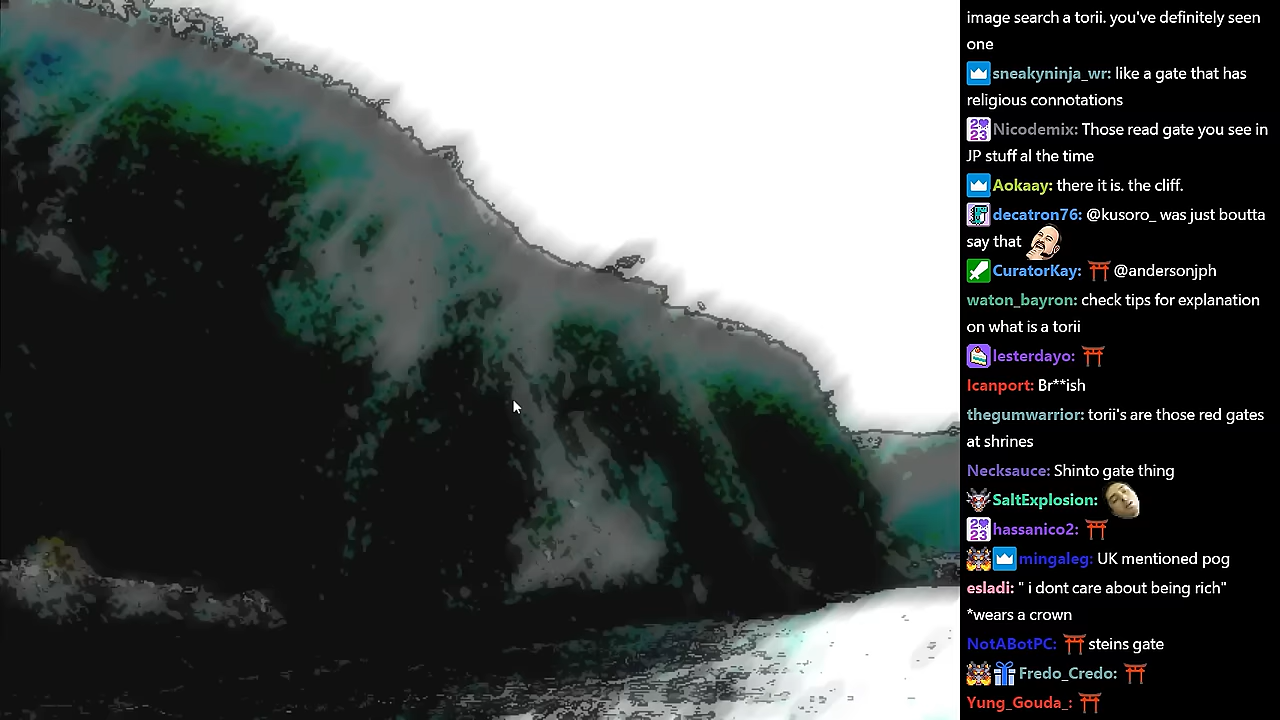 image search a torii. you've definitely seen
one
sneakyninja_wr: like a gate that has
religious connotations
Nicodemix: Those read gate you see in
JP stuff al the time
Aokaay: there it is. the cliff.
decatron76: @kusoro_ was just boutta
say that
CuratorKay: ⛩ @andersonjph
waton_bayron: check tips for explanation
on what is a torii
lesterdayo: ⛩
Icanport: Br**ish
thegumwarrior: torii's are those red gates
at shrines
Necksauce: Shinto gate thing
SaltExplosion:
hassanico2: ⛩
mingaleg: UK mentioned pog
esladi: " i dont care about being rich"
*wears a crown
NotABotPC: ⛩ steins gate
Fredo_Credo: ⛩
Yung_Gouda_: ⛩